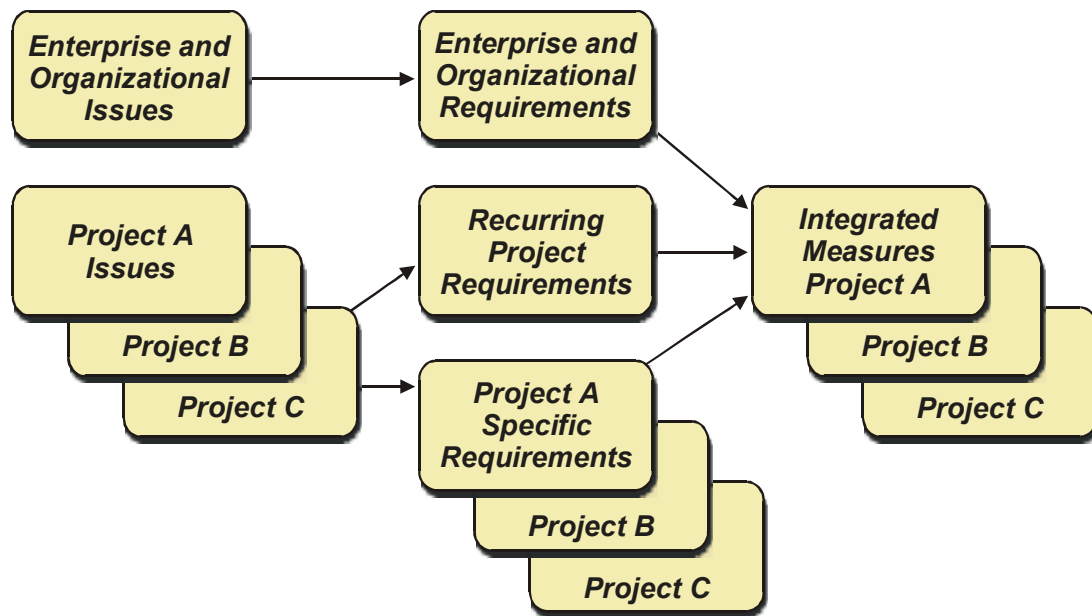 Enterprise and
Organizational
Issues
Enterprise and
Organizational
Requirements
Project A
Issues
Project B
Project C
Recurring
Project
Requirements
Project A
Specific
Requirements
Project B
Project C
Integrated
Measures
Project A
Project B
Project C